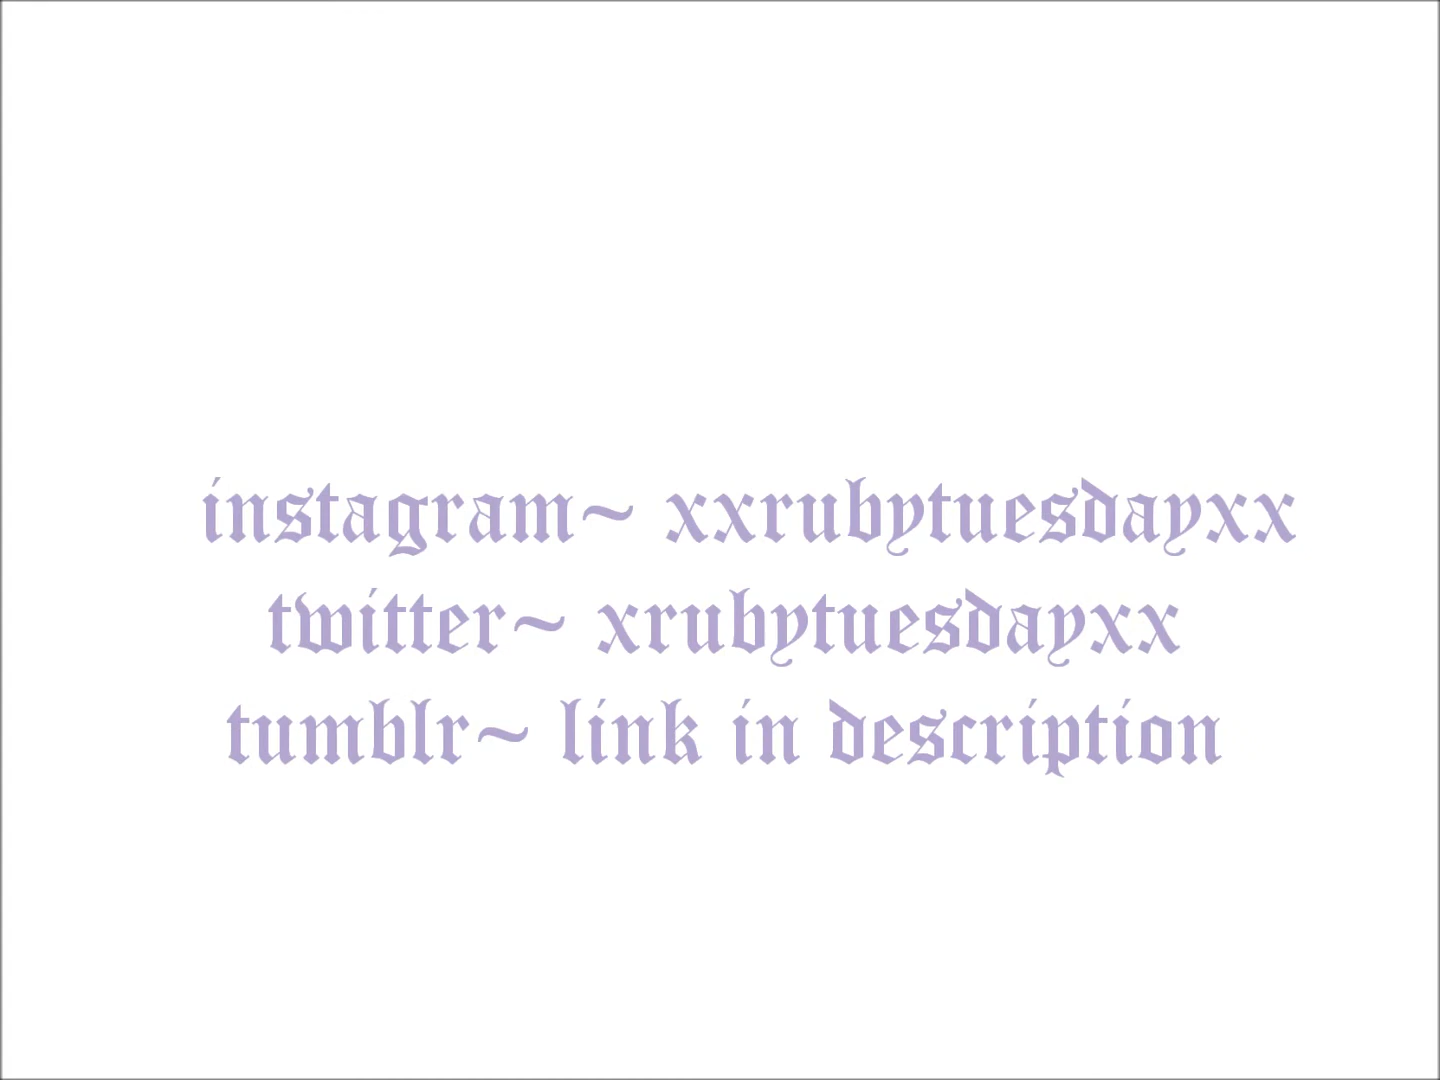 instagram~ xxrubytuesdayxx
twitter~ xrubytuesdayxx
tumblr~ link in description